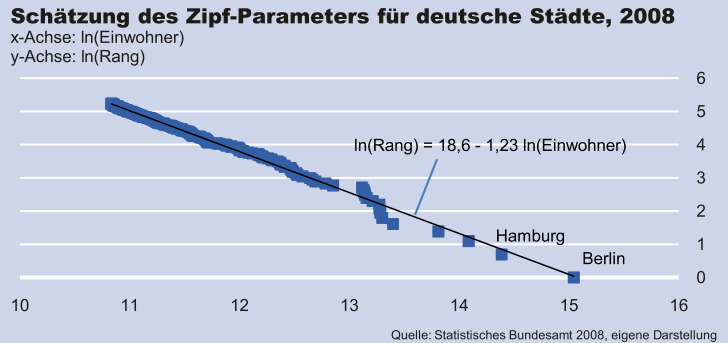 Schätzung des Zipf-Parameters für deutsche Städte, 2008
x-Achse: ln(Einwohner)
y-Achse: ln(Rang)
6
5
4
ln(Rang) = 18,6 - 1,23 ln(Einwohner)
3
2
Hamburg
1
Berlin
0
10 11 12 13 14 15 16
Quelle: Statistisches Bundesamt 2008, eigene Darstellung